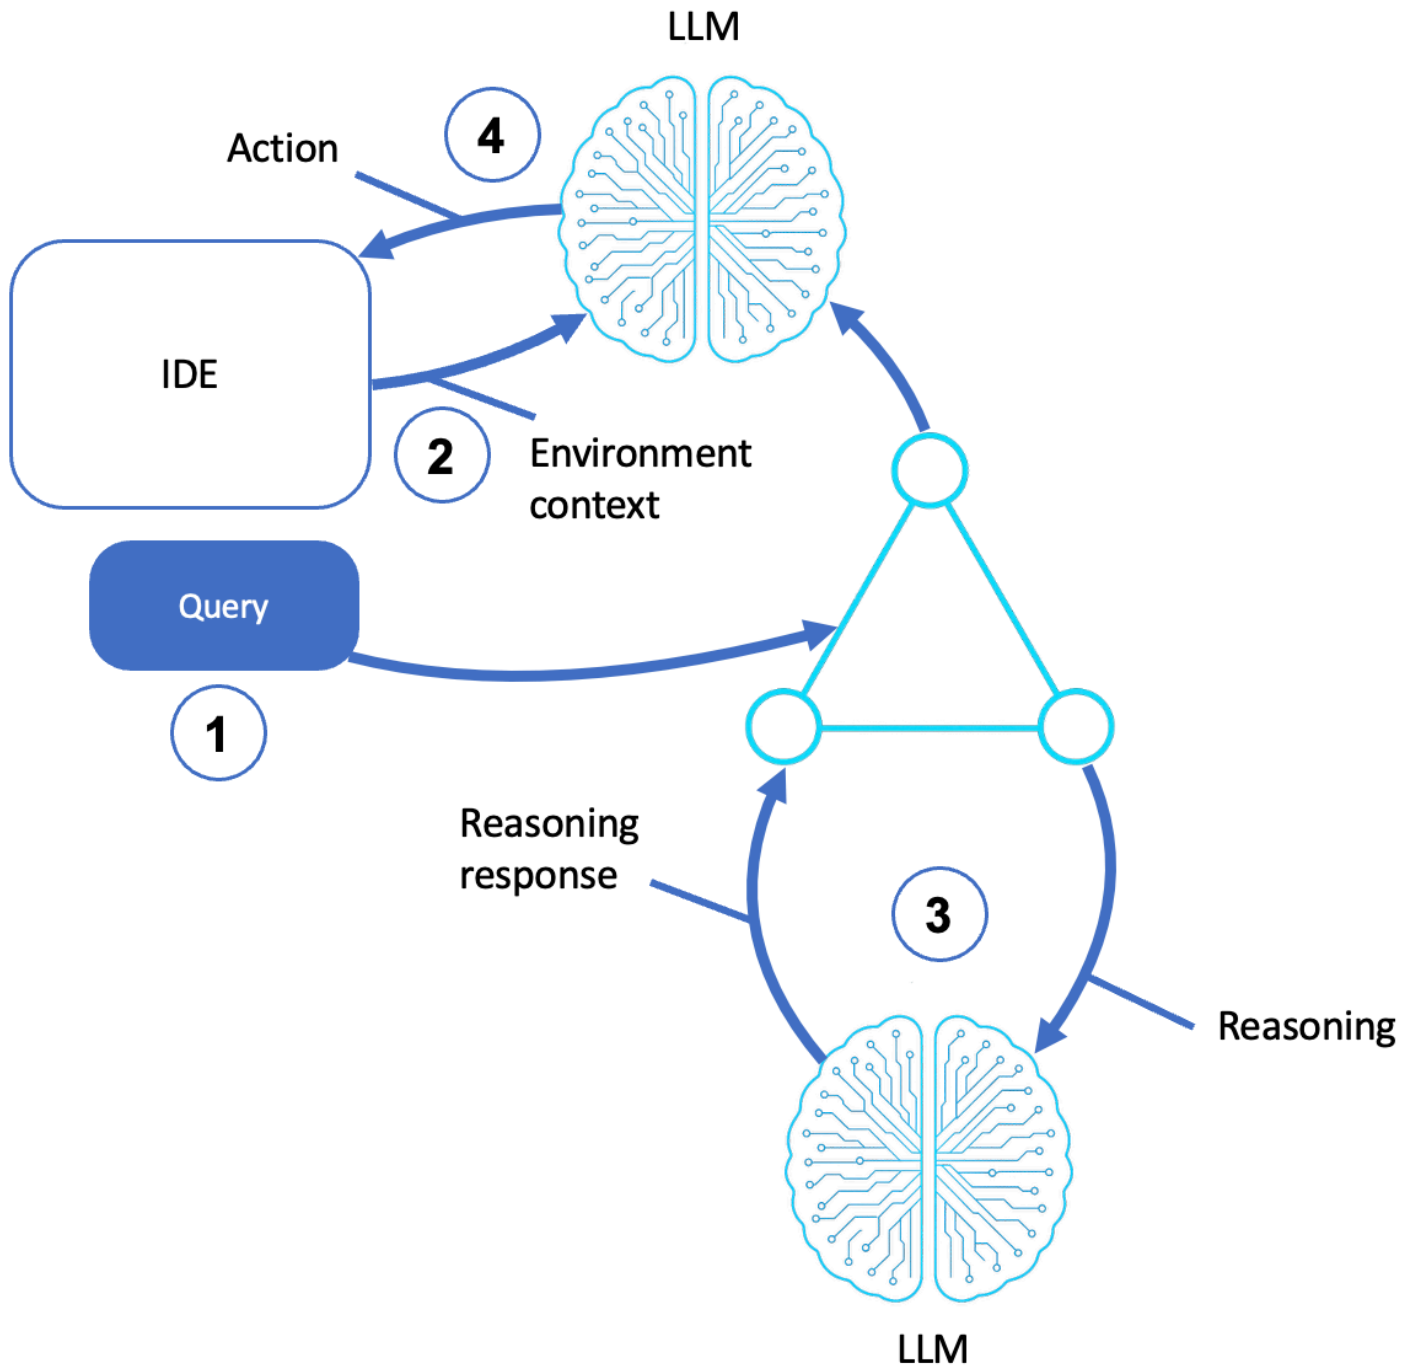 LLM
4
Action
IDE
2
Environment
context
Query
1
Reasoning
response
3
Reasoning
LLM